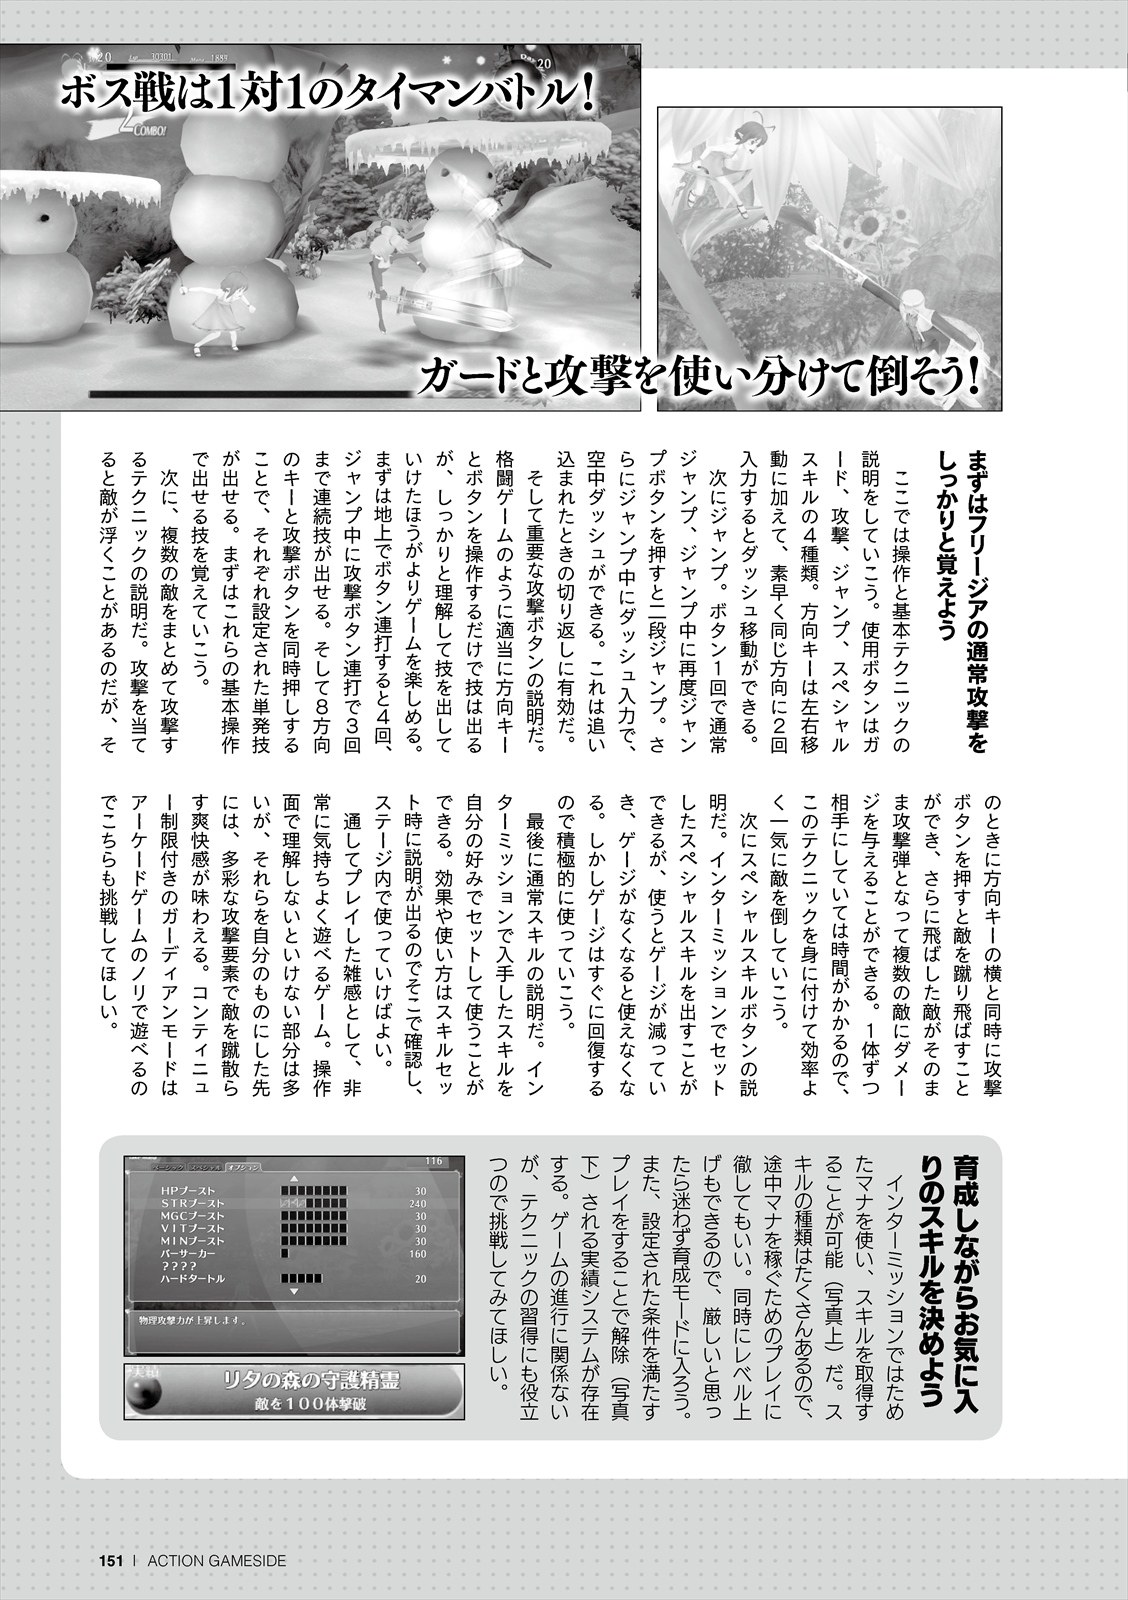 ボス戦は1対1のタイマンバトル!
ガードと攻撃を使い分けて倒そう!
20
30301
1889
20
2 COMBO!
まずはフリージアの通常攻撃を
しっかりと覚えよう
ここでは操作と基本テクニックの
説明をしていこう。使用ボタンはガ
ード、攻撃、ジャンプ、スペシャル
スキルの4種類。方向キーは左右移
動に加えて、素早く同じ方向に2回
入力するとダッシュ移動ができる。
次にジャンプ。ボタン1回で通常
ジャンプ、ジャンプ中に再度ジャン
プボタンを押すと二段ジャンプ。さ
らにジャンプ中にダッシュ入力で、
空中ダッシュができる。これは追い
込まれたときの切り返しに有効だ。
そして重要な攻撃ボタンの説明だ。
格闘ゲームのように適当に方向キー
とボタンを操作するだけで技は出る
が、しっかりと理解して技を出して
いけたほうがよりゲームを楽しめる。
まずは地上でボタン連打すると4回、
ジャンプ中に攻撃ボタン連打で3回
まで連続技が出せる。そして8方向
のキーと攻撃ボタンを同時押しする
ことで、それぞれ設定された単発技
が出せる。まずはこれらの基本操作
で出せる技を覚えていこう。
次に、複数の敵をまとめて攻撃す
るテクニックの説明だ。攻撃を当て
ると敵が浮くことがあるのだが、そ
のときに方向キーの横と同時に攻撃
ボタンを押すと敵を蹴り飛ばすこと
ができ、さらに飛ばした敵がそのま
ま攻撃弾となって複数の敵にダメー
ジを与えることができる。1体ずつ
相手にしていては時間がかかるので、
このテクニックを身に付けて効率よ
く一気に敵を倒していこう。
次にスペシャルスキルボタンの説
明だ。インターミッションでセット
したスペシャルスキルを出すことが
できるが、使うとゲージが減ってい
き、ゲージがなくなると使えなくな
る。しかしゲージはすぐに回復する
ので積極的に使っていこう。
最後に通常スキルの説明だ。イン
ターミッションで入手したスキルを
自分の好みでセットして使うことが
できる。効果や使い方はスキルセッ
ト時に説明が出るのでそこで確認し、
ステージ内で使っていけばよい。
通してプレイした雑感として、非
常に気持ちよく遊べるゲーム。操作
面で理解しないといけない部分は多
いが、それらを自分のものにした先
には、多彩な攻撃要素で敵を蹴散ら
す爽快感が味わえる。コンティニュ
ー制限付きのガーディアンモードは
アーケードゲームのノリで遊べるの
でこちらも挑戦してほしい。
育成しながらお気に入
りのスキルを決めよう
インターミッションではため
たマナを使い、スキルを取得す
ることが可能（写真上）だ。ス
キルの種類はたくさんあるので、
途中マナを稼ぐためのプレイに
徹してもいい。同時にレベル上
げもできるので、厳しいと思っ
たら迷わず育成モードに入ろう。
また、設定された条件を満たす
プレイをすることで解除（写真
下）される実績システムが存在
する。ゲームの進行に関係ない
が、テクニックの習得にも役立
つので挑戦してみてほしい。
116
ベーシック スペシャル オプション
HPブースト 30
STRブースト 240
MGCブースト 30
VITブースト 30
MINブースト 30
バーサーカー 160
????
ハードタートル 20
物理攻撃力が上昇します。
実績
リタの森の守護精霊
敵を100体撃破
151 | ACTION GAMESIDE